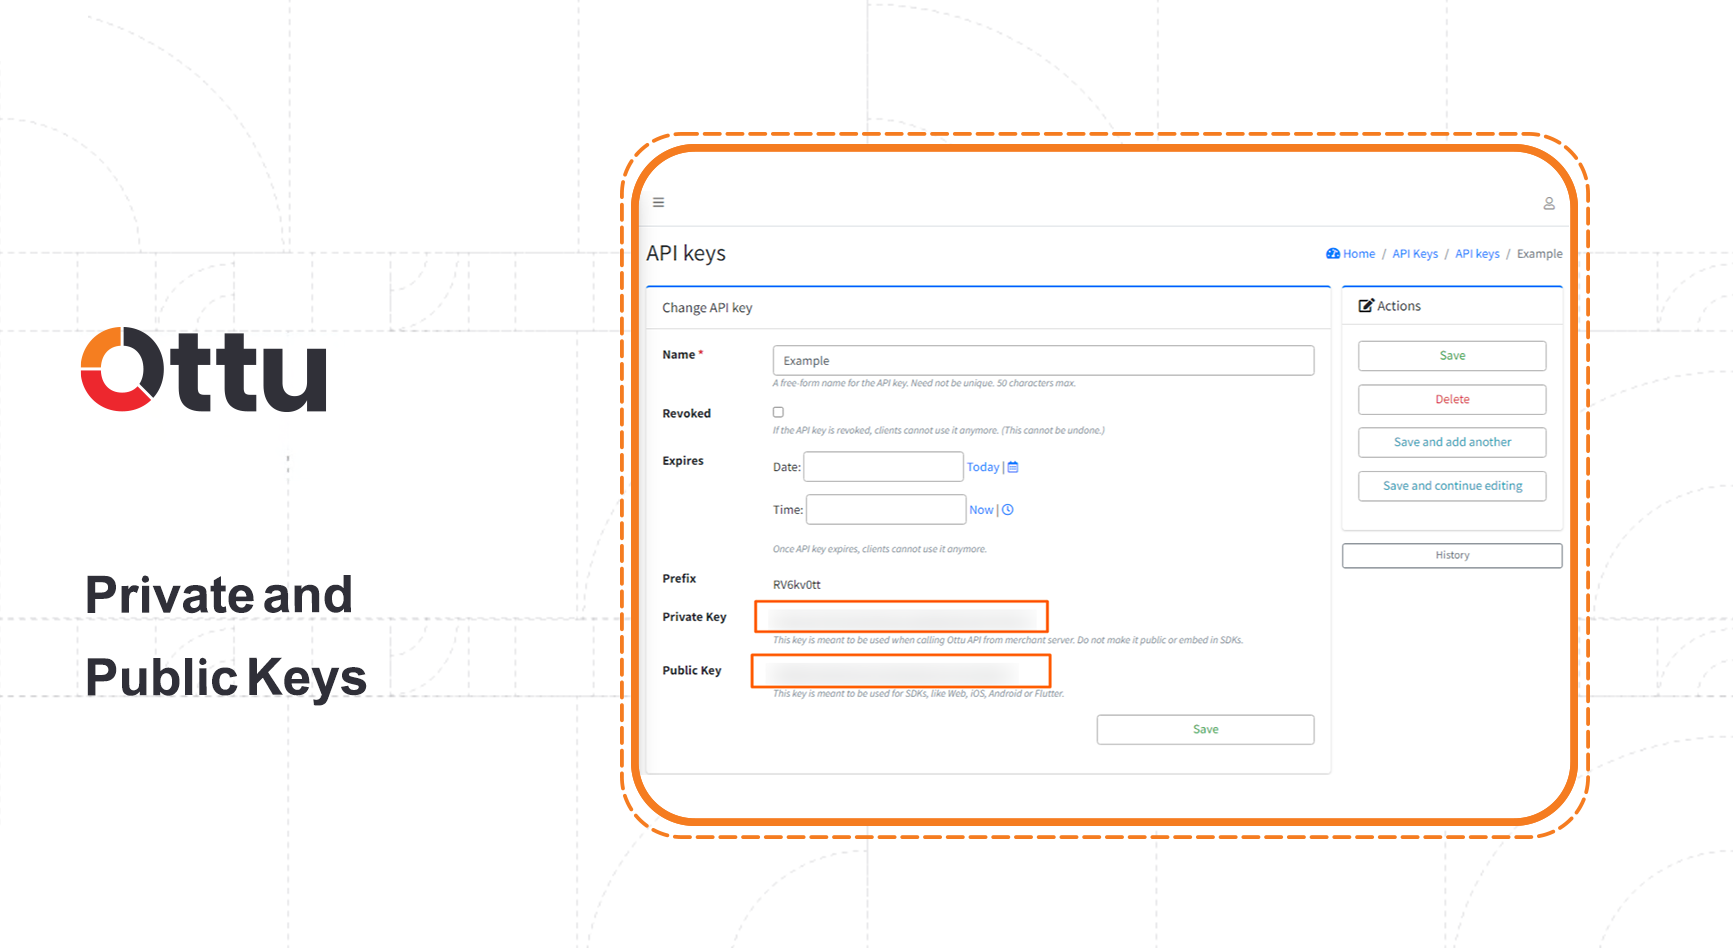 Ottu
Private and
Public Keys
API keys
Home / API Keys / API keys / Example
Change API key
Name *
Example
A free-form name for the API key. Need not be unique. 50 characters max.
Revoked
If the API key is revoked, clients cannot use it anymore. (This cannot be undone.)
Expires
Date:
Today |
Time:
Now |
Once API key expires, clients cannot use it anymore.
Prefix
RV6kv0tt
Private Key
This key is meant to be used when calling Ottu API from merchant server. Do not make it public or embed in SDKs.
Public Key
This key is meant to be used for SDKs, like Web, iOS, Android or Flutter.
Save
Actions
Save
Delete
Save and add another
Save and continue editing
History